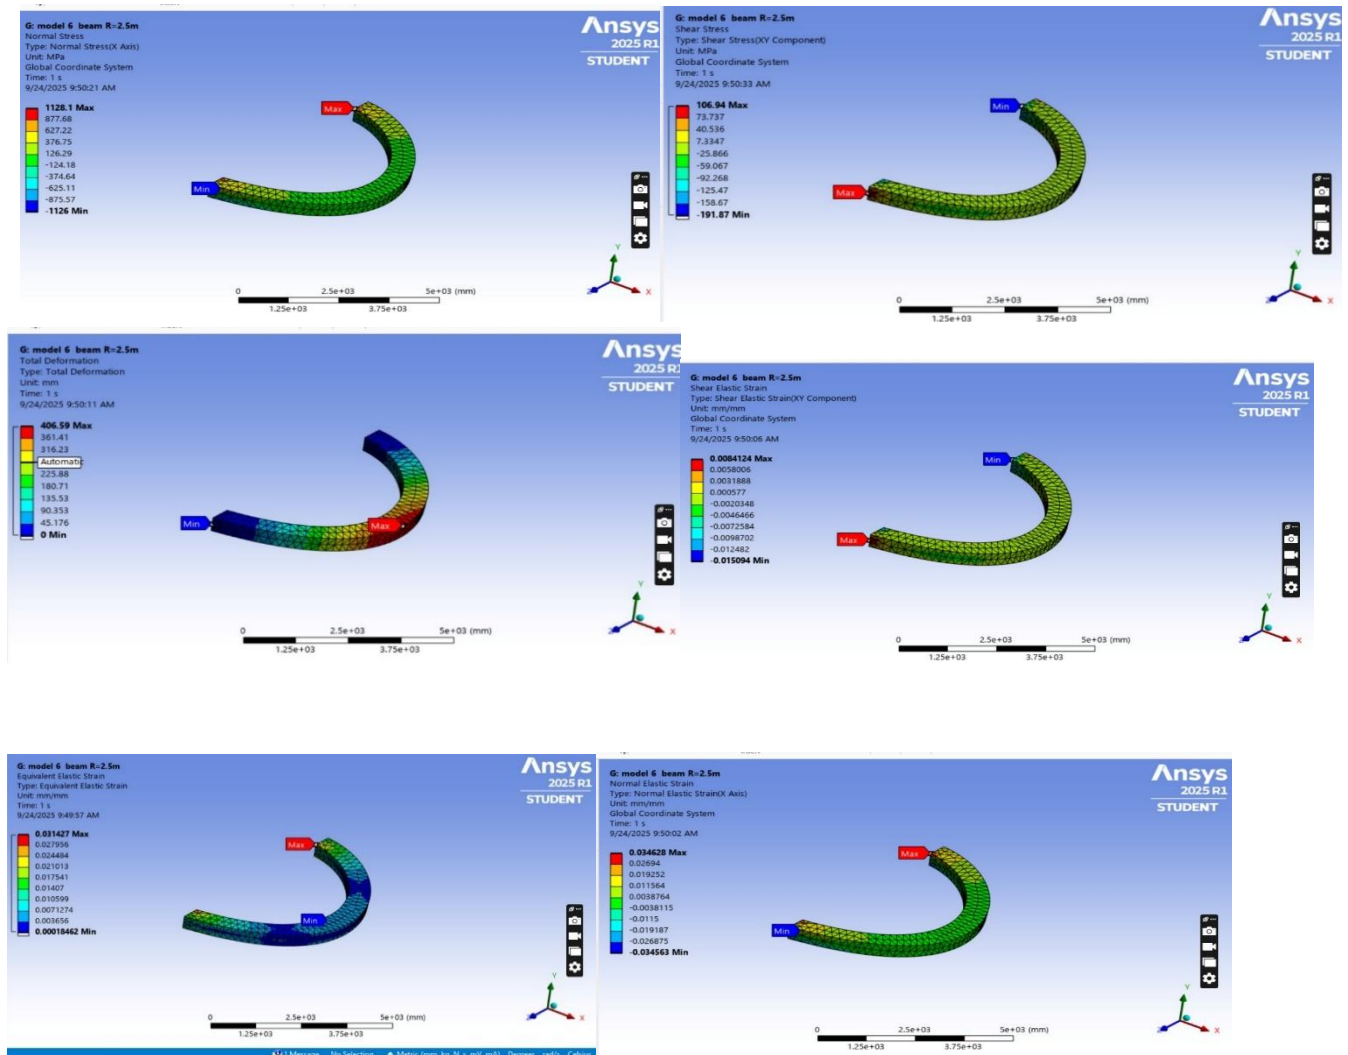 G: model 6 beam R=2.5m
Normal Stress
Type: Normal Stress(X Axis)
Unit: MPa
Global Coordinate System
Time: 1 s
9/24/2025 9:50:21 AM
Ansys
2025 R1
STUDENT
1128.1 Max
877.68
627.22
376.75
126.29
-124.18
-374.64
-625.11
-875.57
-1126 Min
Max
Min
Y
X
Z
0
2.5e+03
5e+03 (mm)
1.25e+03
3.75e+03
G: model 6 beam R=2.5m
Shear Stress
Type: Shear Stress(XY Component)
Unit: MPa
Global Coordinate System
Time: 1 s
9/24/2025 9:50:33 AM
Ansys
2025 R1
STUDENT
106.94 Max
73.737
40.536
7.3347
-25.866
-59.067
-92.268
-125.47
-158.67
-191.87 Min
Min
Max
Y
X
Z
0
2.5e+03
5e+03 (mm)
1.25e+03
3.75e+03
G: model 6 beam R=2.5m
Total Deformation
Type: Total Deformation
Unit: mm
Time: 1 s
9/24/2025 9:50:11 AM
Ansys
2025 R
STUDENT
406.59 Max
361.41
316.23
Automatic
225.88
180.71
135.53
90.353
45.176
0 Min
Min
Max
Y
X
Z
0
2.5e+03
5e+03 (mm)
1.25e+03
3.75e+03
G: model 6 beam R=2.5m
Shear Elastic Strain
Type: Shear Elastic Strain(XY Component)
Unit: mm/mm
Global Coordinate System
Time: 1 s
9/24/2025 9:50:06 AM
Ansys
2025 R1
STUDENT
0.0084124 Max
0.0058006
0.0031888
0.000577
-0.0020348
-0.0046466
-0.0072584
-0.0098702
-0.012482
-0.015094 Min
Min
Max
Y
X
Z
0
2.5e+03
5e+03 (mm)
1.25e+03
3.75e+03
G: model 6 beam R=2.5m
Equivalent Elastic Strain
Type: Equivalent Elastic Strain
Unit: mm/mm
Time: 1 s
9/24/2025 9:49:57 AM
Ansys
2025 R1
STUDENT
0.031427 Max
0.027956
0.024484
0.021013
0.017541
0.01407
0.010599
0.0071274
0.003656
0.00018462 Min
Max
Min
Y
X
Z
0
2.5e+03
5e+03 (mm)
1.25e+03
3.75e+03
1 Message No Selection Metric (mm, kg, N, s, mV, mA) Degrees rad/s Celsius
G: model 6 beam R=2.5m
Normal Elastic Strain
Type: Normal Elastic Strain(X Axis)
Unit: mm/mm
Global Coordinate System
Time: 1 s
9/24/2025 9:50:02 AM
Ansys
2025 R1
STUDENT
0.034628 Max
0.02694
0.019252
0.011564
0.0038764
-0.0038115
-0.0115
-0.019187
-0.026875
-0.034563 Min
Max
Min
Y
X
Z
0
2.5e+03
5e+03 (mm)
1.25e+03
3.75e+03